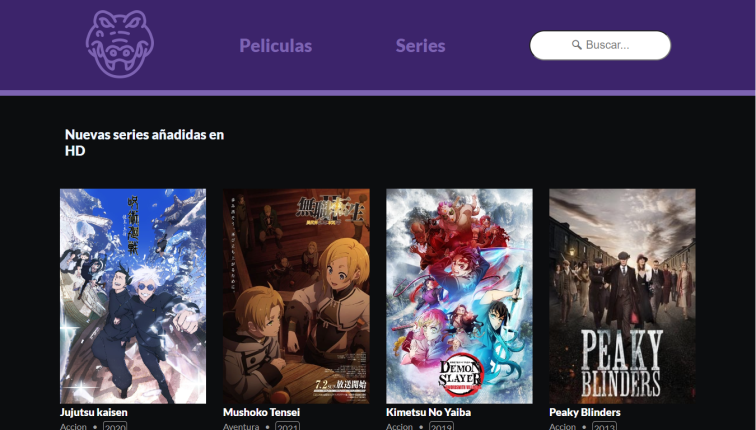 Peliculas
Series
Buscar...
Nuevas series añadidas en
HD
呪術廻戦
無職転生
7.2
放送開始
DEMON
SLAYER
PEAKY
BLINDERS
Jujutsu kaisen
Mushoko Tensei
Kimetsu No Yaiba
Peaky Blinders
Accion • 2020
Aventura • 2021
Accion • 2019
Accion • 2013